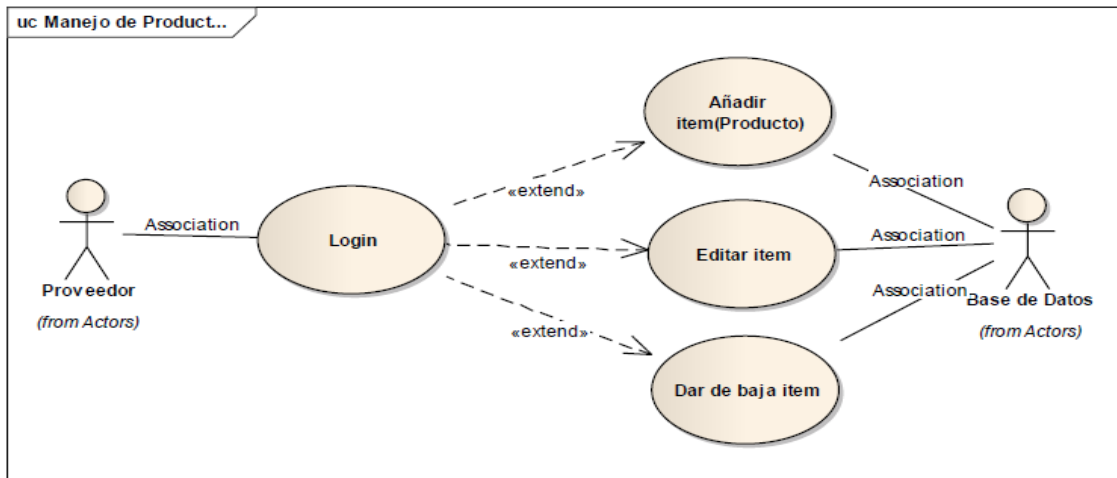 uc Manejo de Product...
Añadir
item(Producto)
Association
«extend»
Association
Login
Editar item
Association
«extend»
Proveedor
(from Actors)
Association
Base de Datos
(from Actors)
«extend»
Dar de baja item